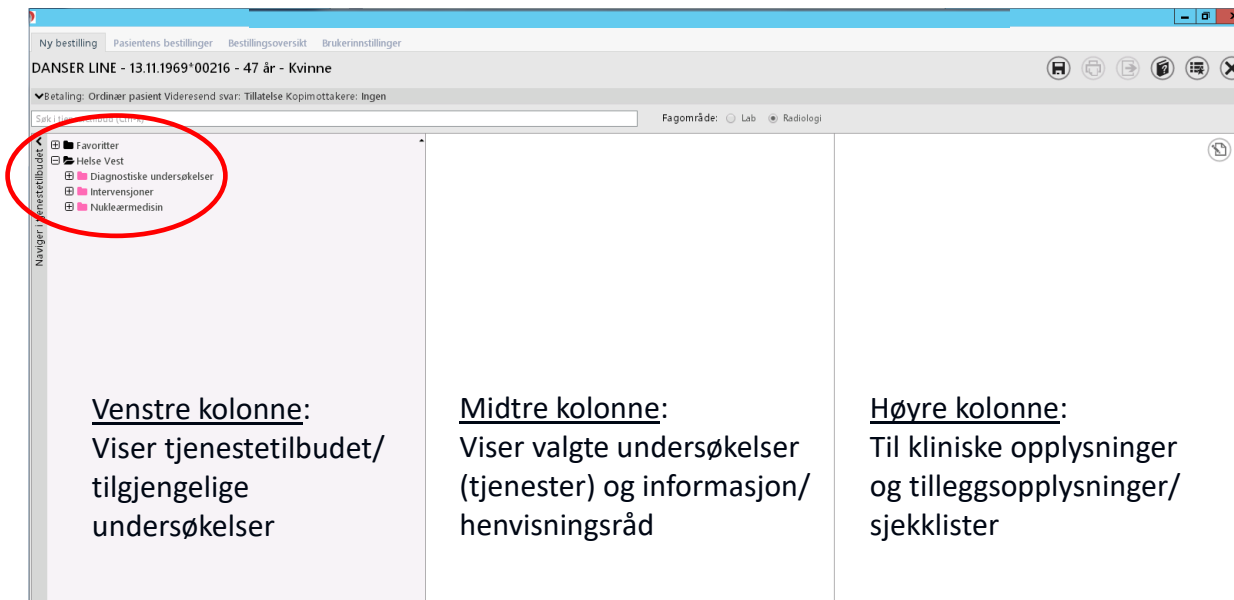 Ny bestilling Pasientens bestillinger Bestillingsoversikt Brukerinnstillinger
DANSER LINE - 13.11.1969*00216 - 47 år - Kvinne
Betaling: Ordinær pasient Videresend svar: Tillatelse Kopimottakere: Ingen
Søk i tjenestetilbud (Ctrl-K)
Fagområde: Lab Radiologi
Naviger i tjenestetilbudet
Favoritter
Helse Vest
Diagnostiske undersøkelser
Intervensjoner
Nukleærmedisin
Venstre kolonne:
Viser tjenestetilbudet/
tilgjengelige
undersøkelser
Midtre kolonne:
Viser valgte undersøkelser
(tjenester) og informasjon/
henvisningsråd
Høyre kolonne:
Til kliniske opplysninger
og tilleggsopplysninger/
sjekklister